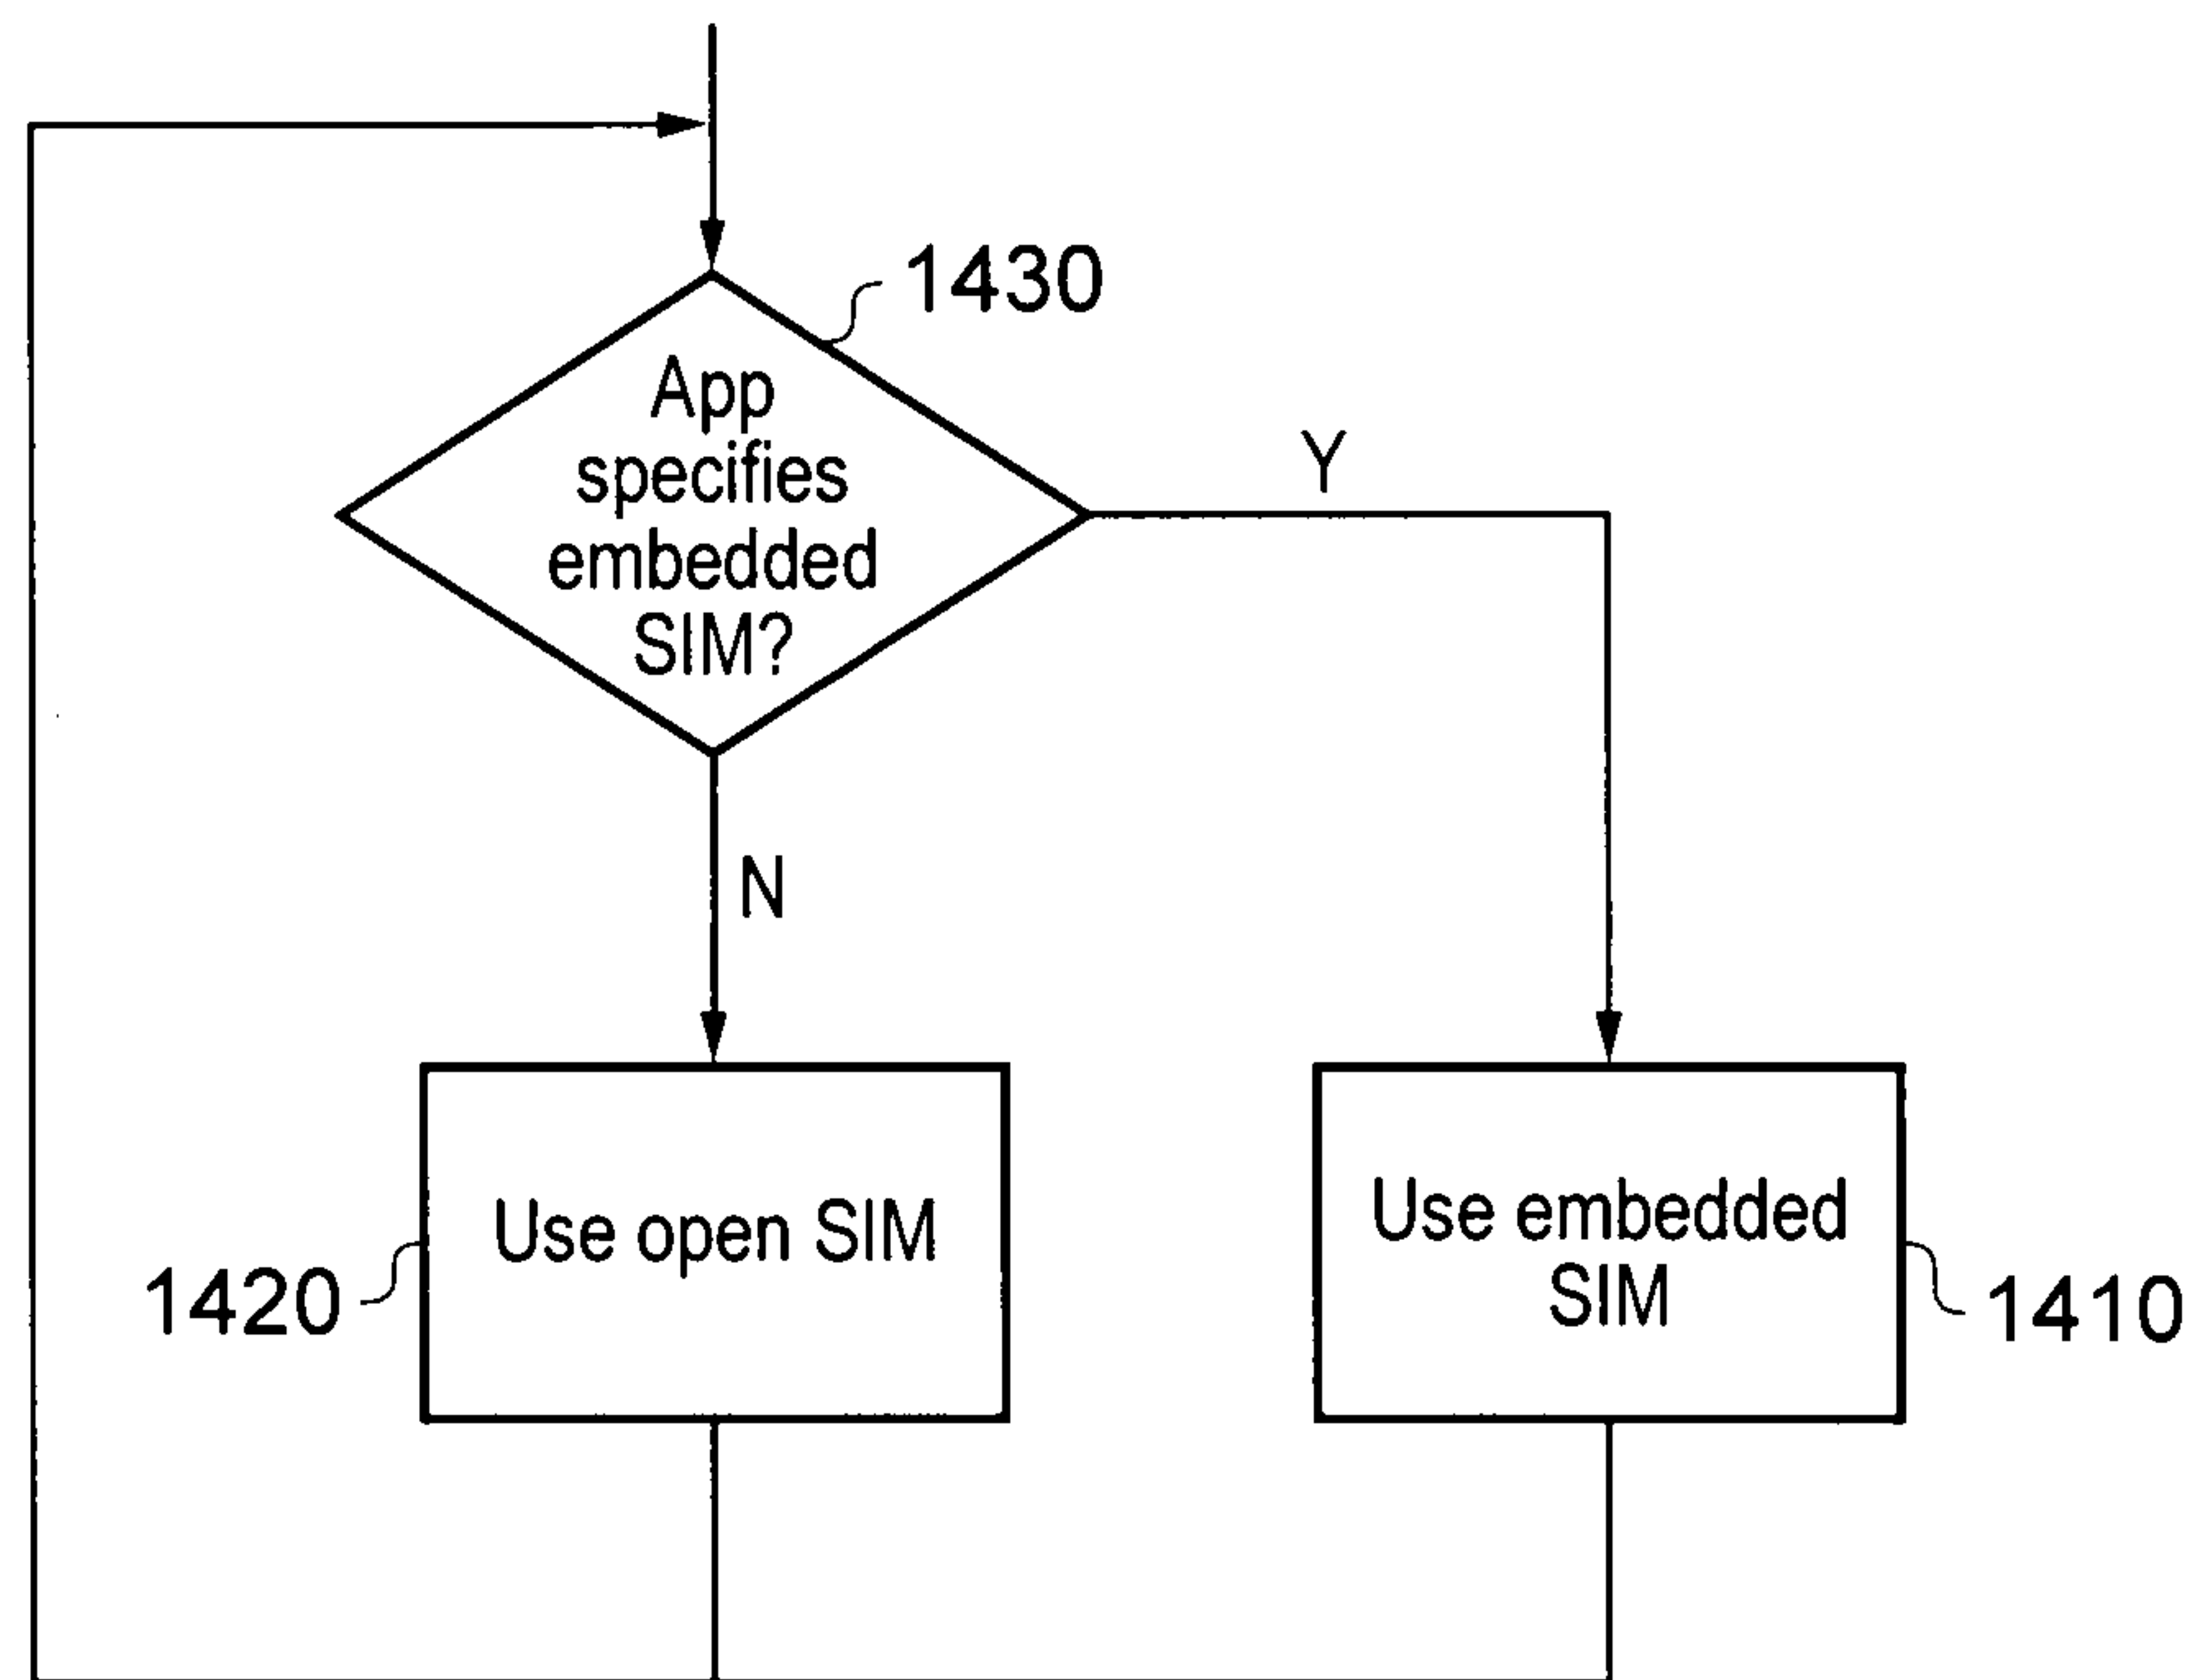 1430
App
specifies
embedded
SIM?
Y
N
Use open SIM
1420
Use embedded
SIM
1410